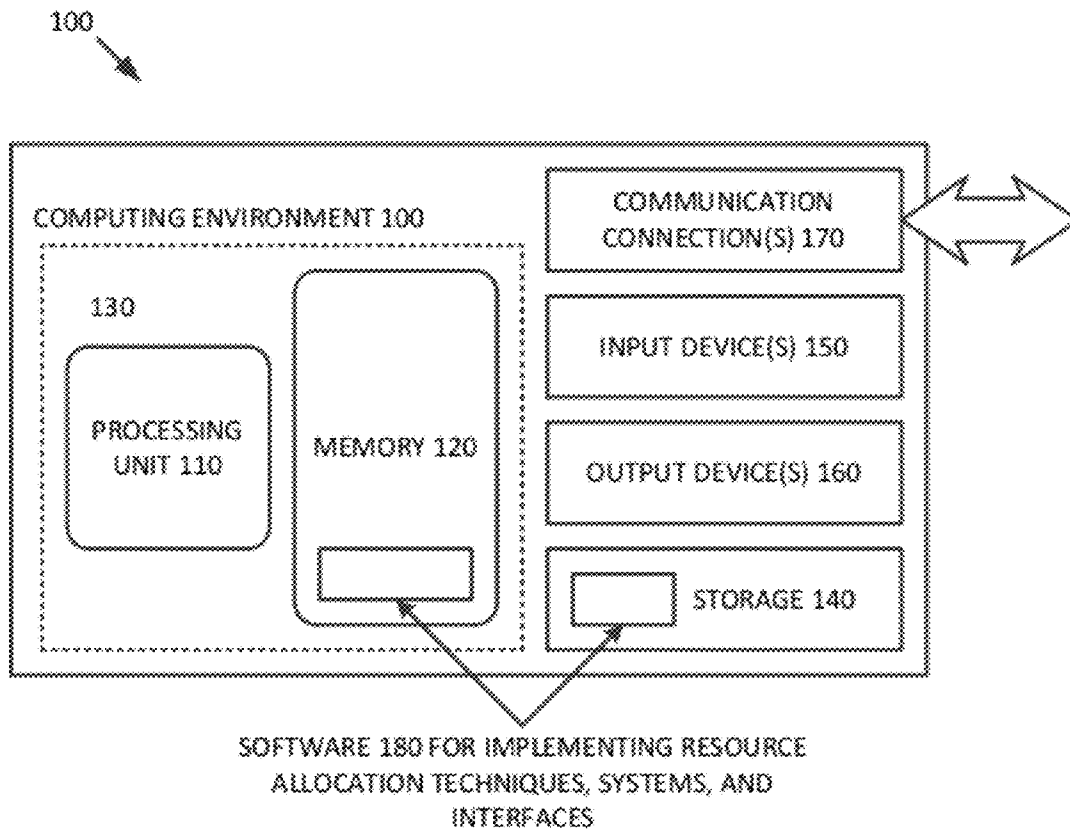 100
COMPUTING ENVIRONMENT 100
130
PROCESSING
UNIT 110
MEMORY 120
COMMUNICATION
CONNECTION(S) 170
INPUT DEVICE(S) 150
OUTPUT DEVICE(S) 160
STORAGE 140
SOFTWARE 180 FOR IMPLEMENTING RESOURCE
ALLOCATION TECHNIQUES, SYSTEMS, AND
INTERFACES